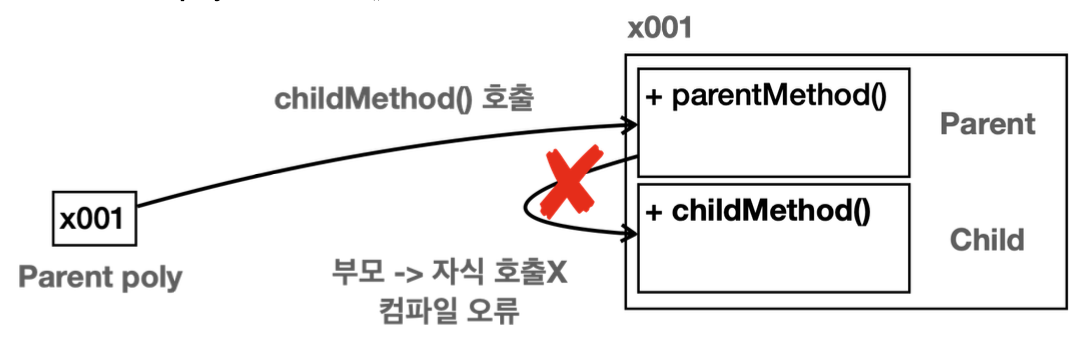 x001
childMethod() 호출
+ parentMethod()
Parent
x001
+ childMethod()
Child
Parent poly
부모 -> 자식 호출X
컴파일 오류